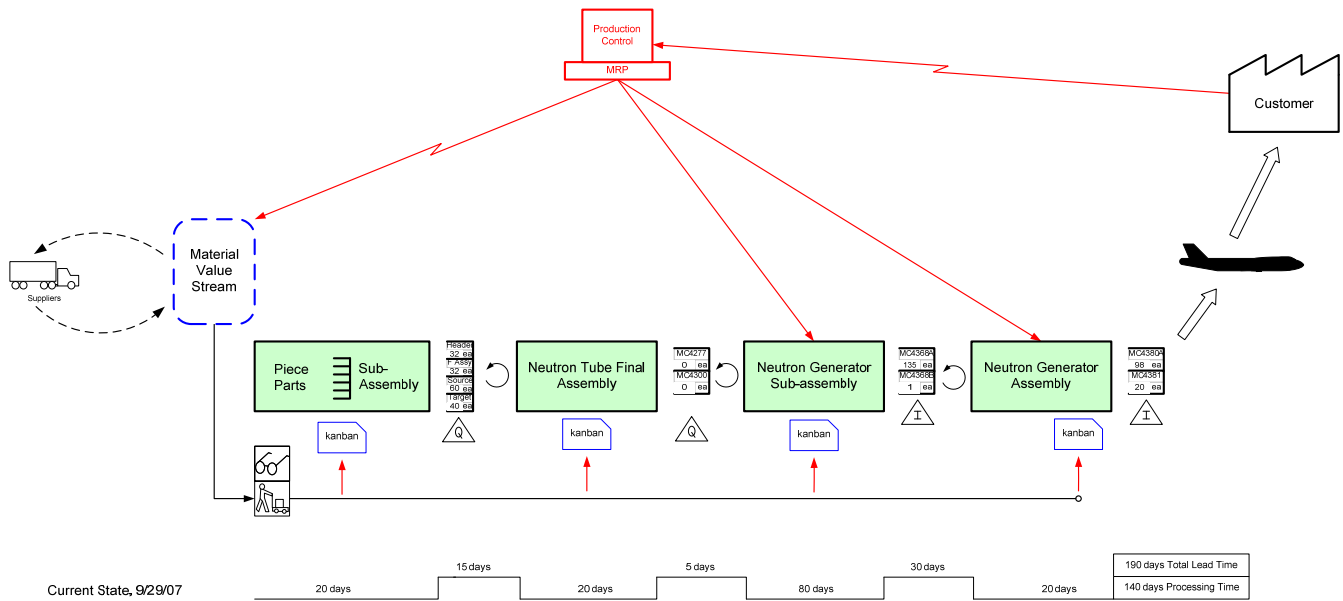 Production
Control
MRP
Customer
Material
Value
Stream
Suppliers
Piece
Parts
Sub-
Assembly
Header
32 ea
F Assy
32 ea
Source
60 ea
Target
40 ea
Q
Neutron Tube Final
Assembly
MC4277
0 ea
MC4300
0 ea
Q
Neutron Generator
Sub-assembly
MC4368A
135 ea
MC4368B
1 ea
I
Neutron Generator
Assembly
MC4380A
98 ea
MC4381
20 ea
I
kanban
kanban
kanban
kanban
Current State, 9/29/07
20 days
15 days
20 days
5 days
80 days
30 days
20 days
190 days Total Lead Time
140 days Processing Time